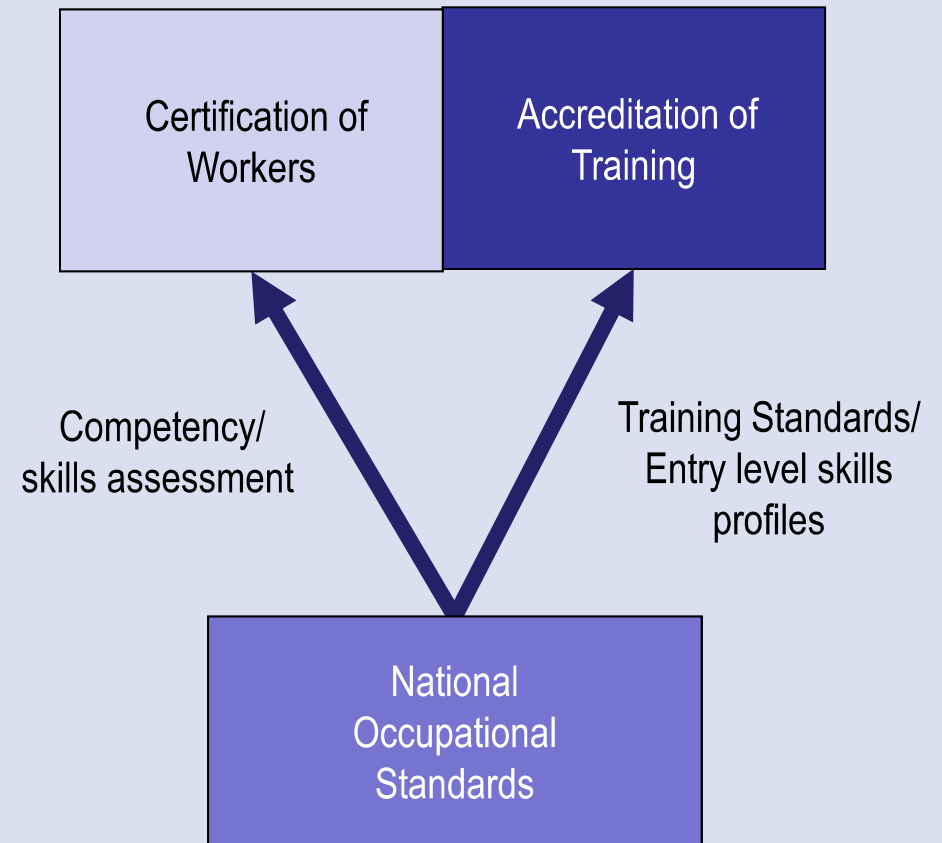 Certification of
Workers
Accreditation of
Training
Competency/
skills assessment
Training Standards/
Entry level skills
profiles
National
Occupational
Standards